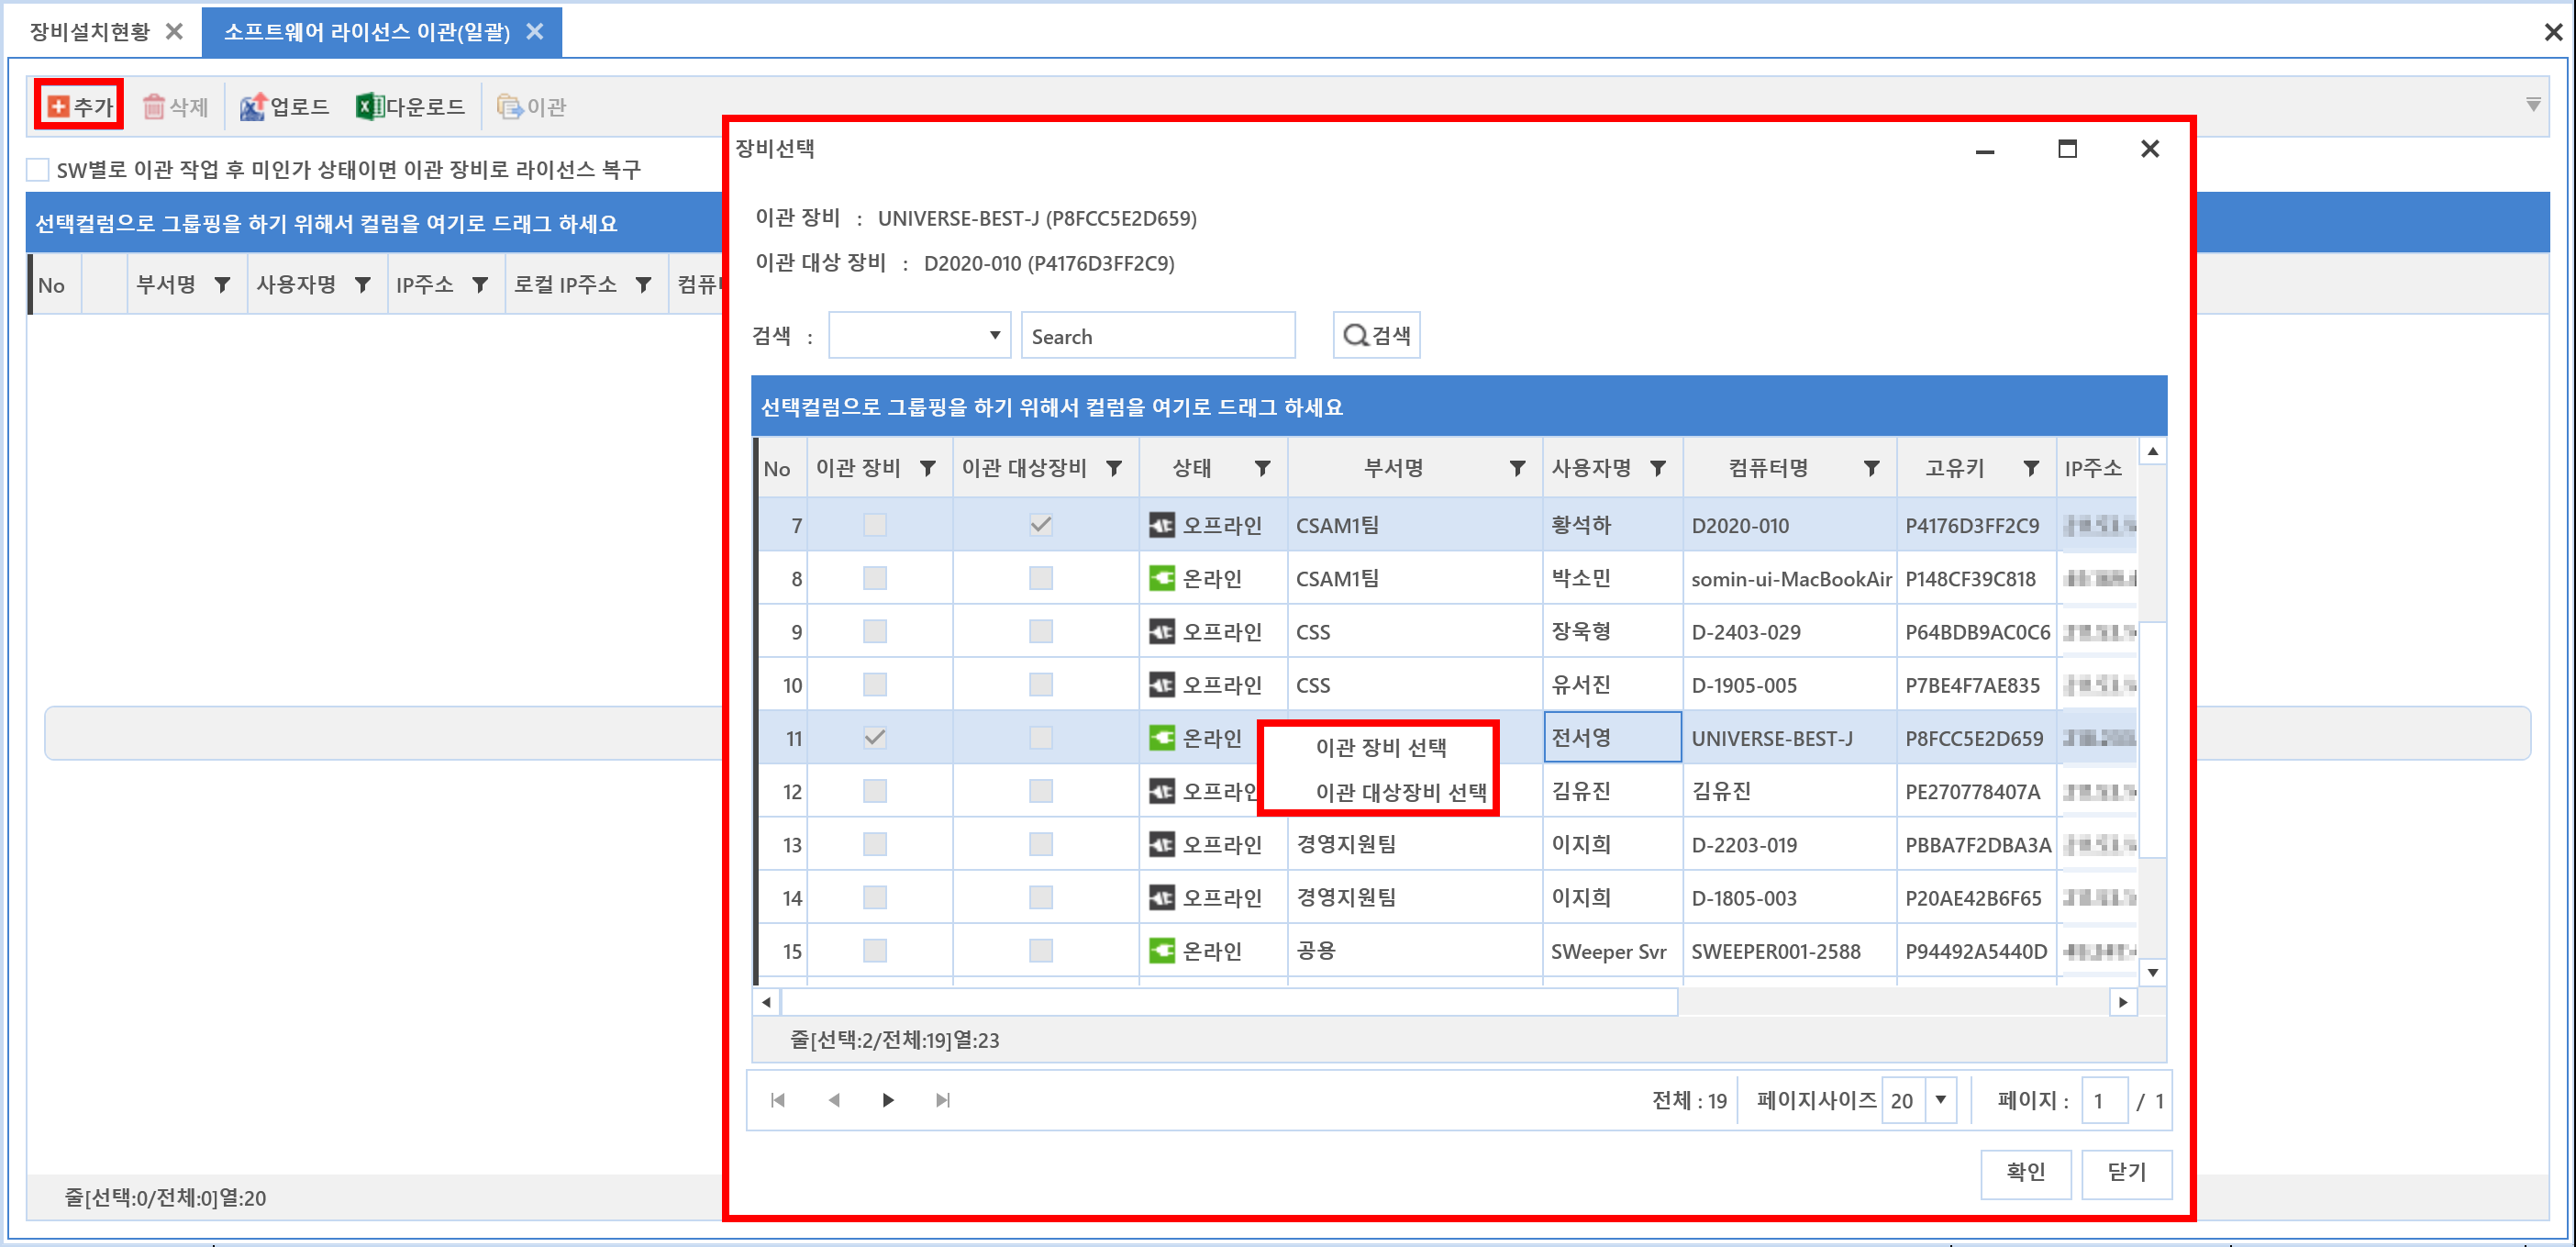 장비설치현황 소프트웨어 라이선스 이관(일괄)
추가 삭제 업로드 다운로드 이관
SW별로 이관 작업 후 미인가 상태이면 이관 장비로 라이선스 복구
선택컬럼으로 그룹핑을 하기 위해서 컬럼을 여기로 드래그 하세요
No 부서명 사용자명 IP주소 로컬 IP주소
줄[선택:0/전체:0]열:20
장비선택
이관 장비 : UNIVERSE-BEST-J (P8FCC5E2D659)
이관 대상 장비 : D2020-010 (P4176D3FF2C9)
검색 : Search 검색
선택컬럼으로 그룹핑을 하기 위해서 컬럼을 여기로 드래그 하세요
No 이관 장비 이관 대상장비 상태 부서명 사용자명 컴퓨터명 고유키 IP주소
7 오프라인 CSAM1팀 황석하 D2020-010 P4176D3FF2C9
8 온라인 CSAM1팀 박소민 somin-ui-MacBookAir P148CF39C818
9 오프라인 CSS 장욱형 D-2403-029 P64BDB9AC0C6
10 오프라인 CSS 유서진 D-1905-005 P7BE4F7AE835
11 온라인 전서영 UNIVERSE-BEST-J P8FCC5E2D659
이관 장비 선택
이관 대상장비 선택
12 오프라인 김유진 김유진 PE270778407A
13 오프라인 경영지원팀 이지희 D-2203-019 PBBA7F2DBA3A
14 오프라인 경영지원팀 이지희 D-1805-003 P20AE42B6F65
15 온라인 공용 SWeeper Svr SWEEPER001-2588 P94492A5440D
줄[선택:2/전체:19]열:23
전체 : 19 페이지사이즈 20 페이지 : 1 / 1
확인 닫기